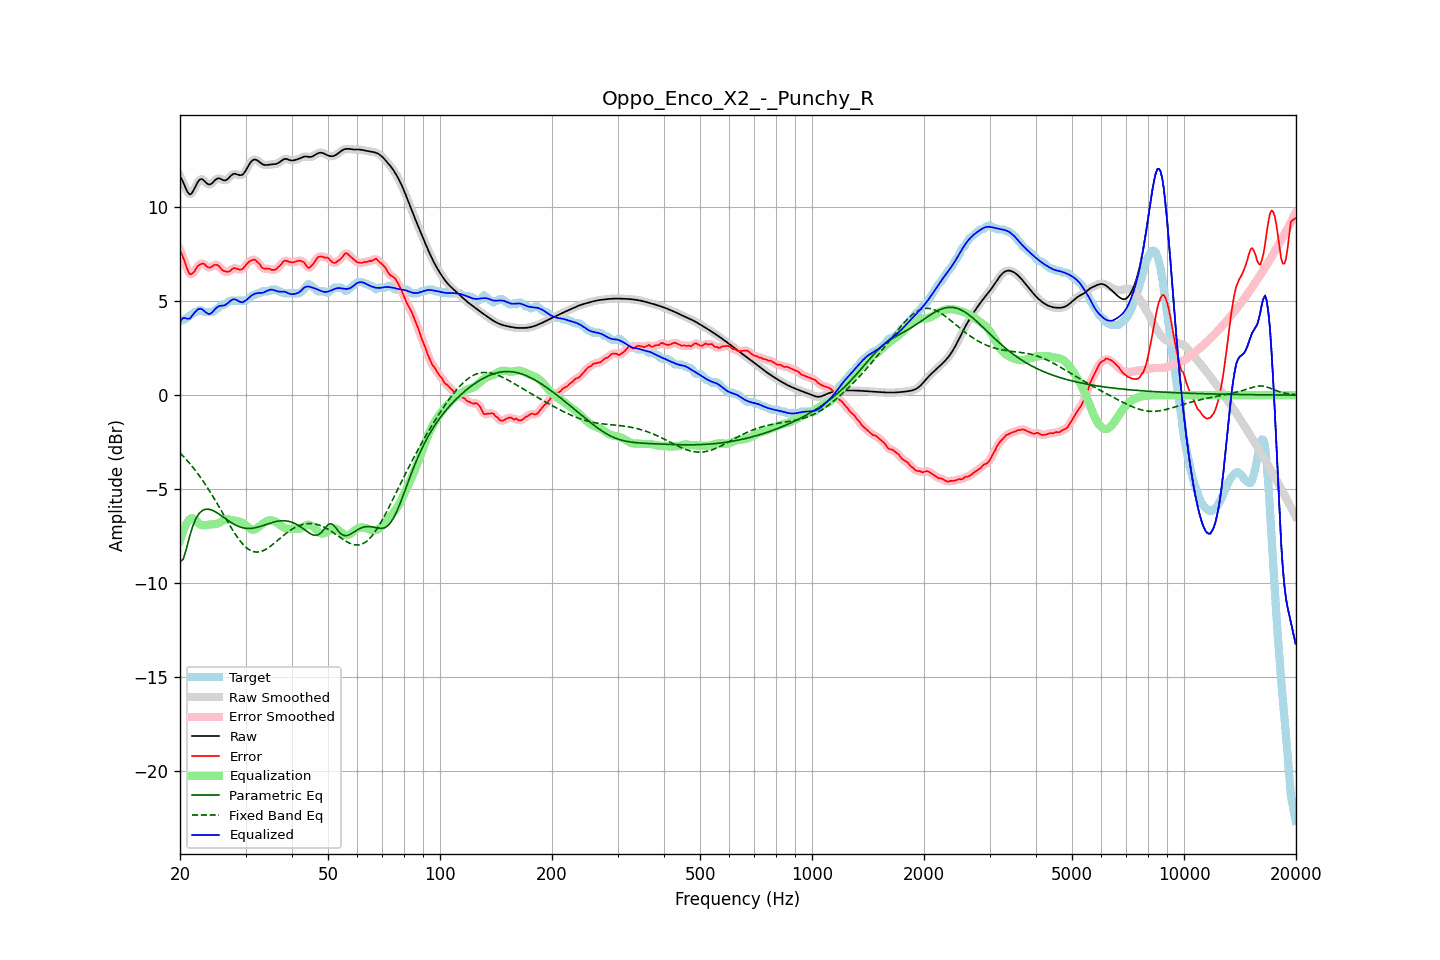 Oppo_Enco_X2_-_Punchy_R
Amplitude (dBr)
10
5
0
−5
−10
−15
−20
Target
Raw Smoothed
Error Smoothed
Raw
Error
Equalization
Parametric Eq
Fixed Band Eq
Equalized
20 50 100 200 500 1000 2000 5000 10000 20000
Frequency (Hz)